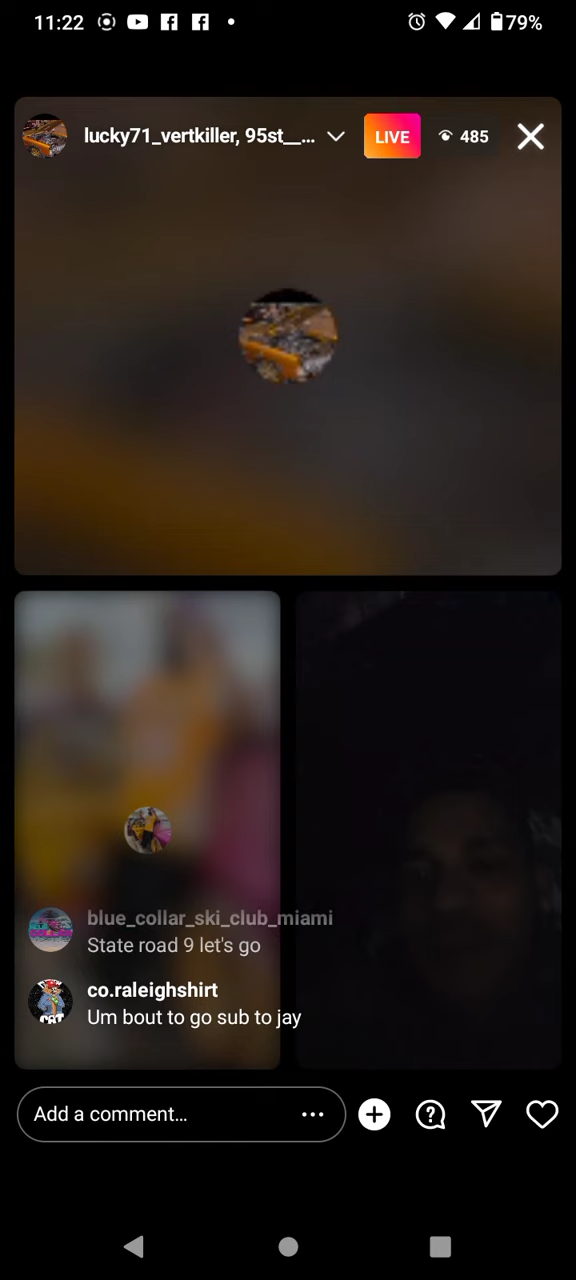 11:22
79%
lucky71_vertkiller, 95st__...
LIVE
485
blue_collar_ski_club_miami
State road 9 let's go
co.raleighshirt
Um bout to go sub to jay
Add a comment...